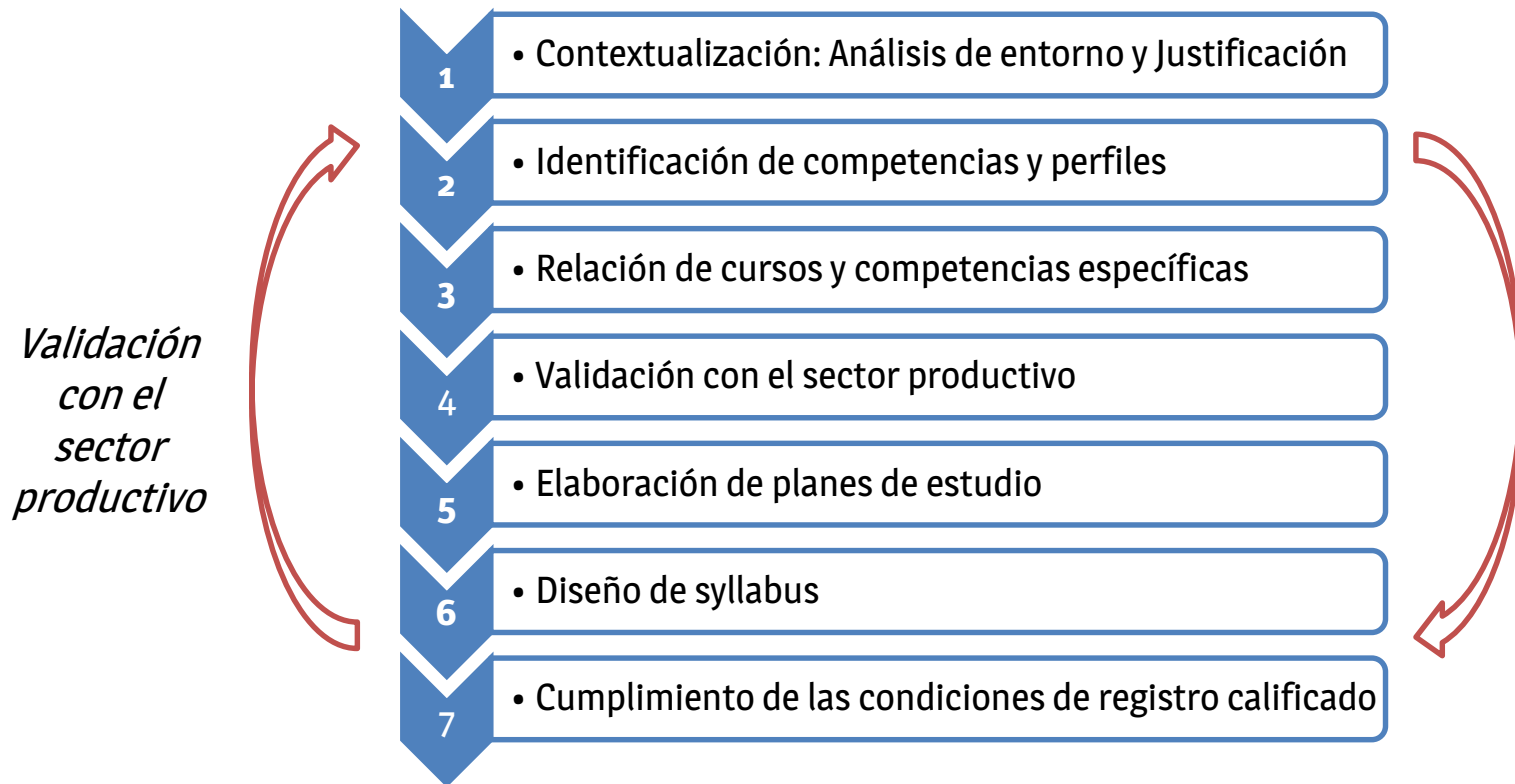 1
• Contextualización: Análisis de entorno y Justificación
2
• Identificación de competencias y perfiles
3
• Relación de cursos y competencias específicas
4
• Validación con el sector productivo
5
• Elaboración de planes de estudio
6
• Diseño de syllabus
7
• Cumplimiento de las condiciones de registro calificado
Validación
con el
sector
productivo